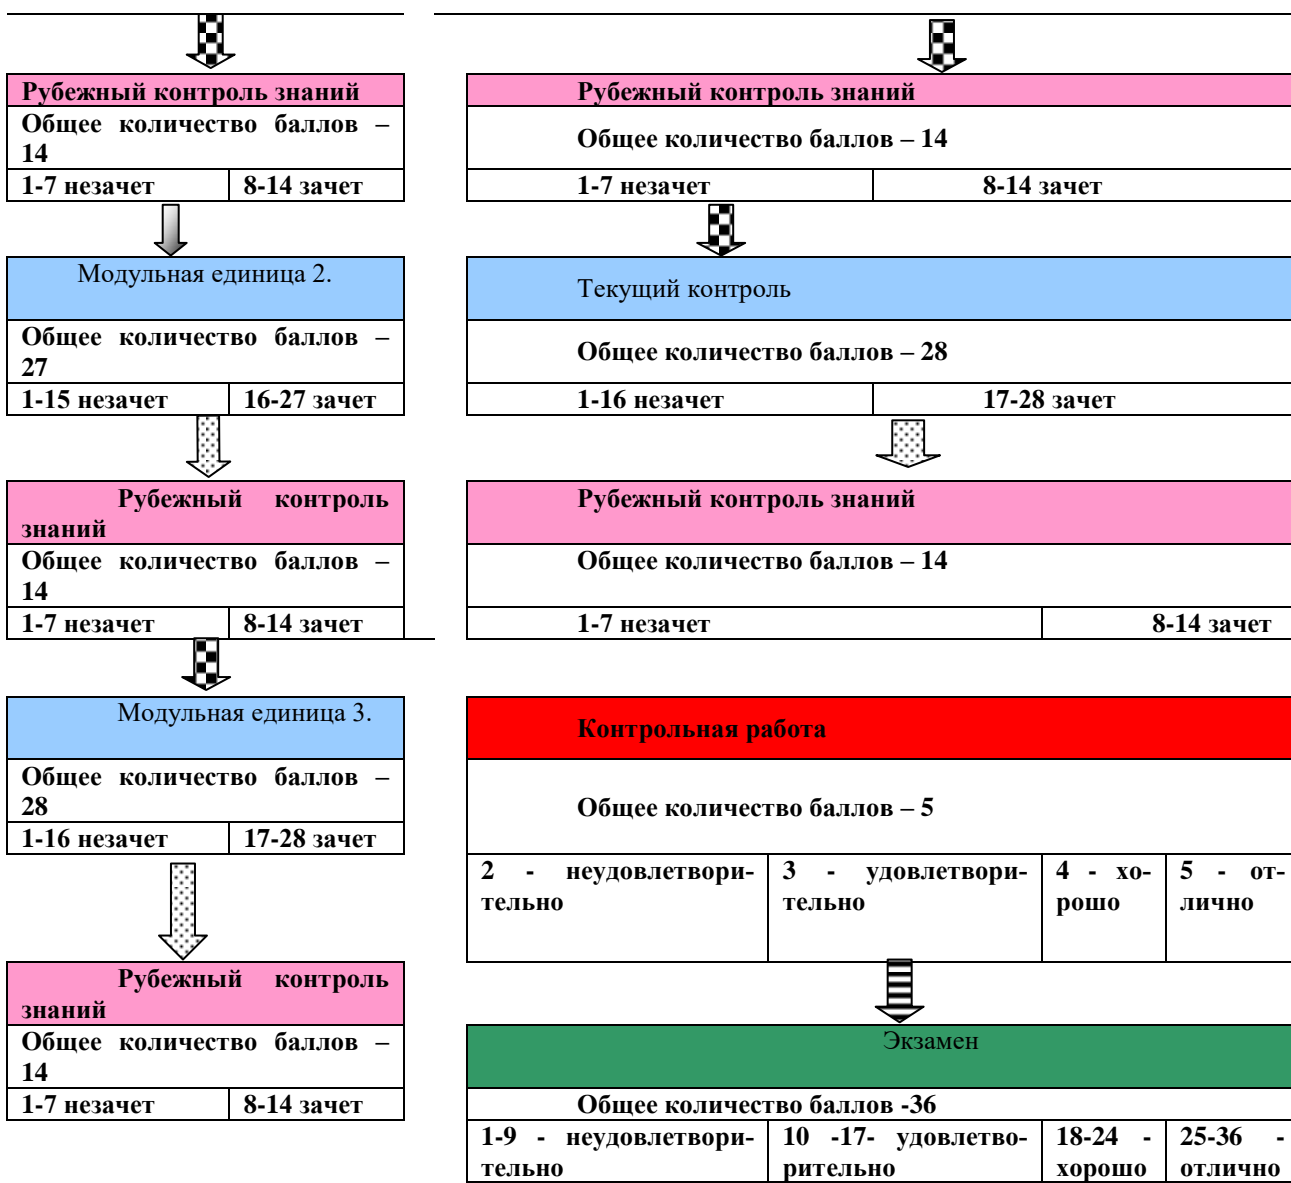 Рубежный контроль знаний
Общее количество баллов –
14
1-7 незачет 8-14 зачет
Модульная единица 2.
Общее количество баллов –
27
1-15 незачет 16-27 зачет
Рубежный контроль
знаний
Общее количество баллов –
14
1-7 незачет 8-14 зачет
Модульная единица 3.
Общее количество баллов –
28
1-16 незачет 17-28 зачет
Рубежный контроль
знаний
Общее количество баллов –
14
1-7 незачет 8-14 зачет
Рубежный контроль знаний
Общее количество баллов – 14
1-7 незачет 8-14 зачет
Текущий контроль
Общее количество баллов – 28
1-16 незачет 17-28 зачет
Рубежный контроль знаний
Общее количество баллов – 14
1-7 незачет 8-14 зачет
Контрольная работа
Общее количество баллов – 5
2 - неудовлетвори-
тельно
3 - удовлетвори-
тельно
4 - хо-
рошо
5 - от-
лично
Экзамен
Общее количество баллов -36
1-9 - неудовлетвори-
тельно
10 -17- удовлетво-
рительно
18-24 -
хорошо
25-36 -
отлично